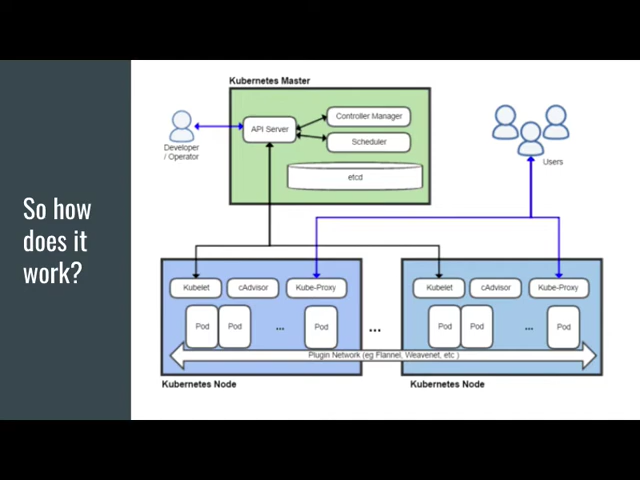 So how
does it
work?
Kubernetes Master
API Server
Controller Manager
Scheduler
etcd
Developer
/ Operator
Users
Kubelet
cAdvisor
Kube-Proxy
Pod
Pod
...
Pod
Kubernetes Node
...
Kubelet
cAdvisor
Kube-Proxy
Pod
Pod
...
Pod
Plugin Network (eg Flannel, Weavenet, etc )
Kubernetes Node